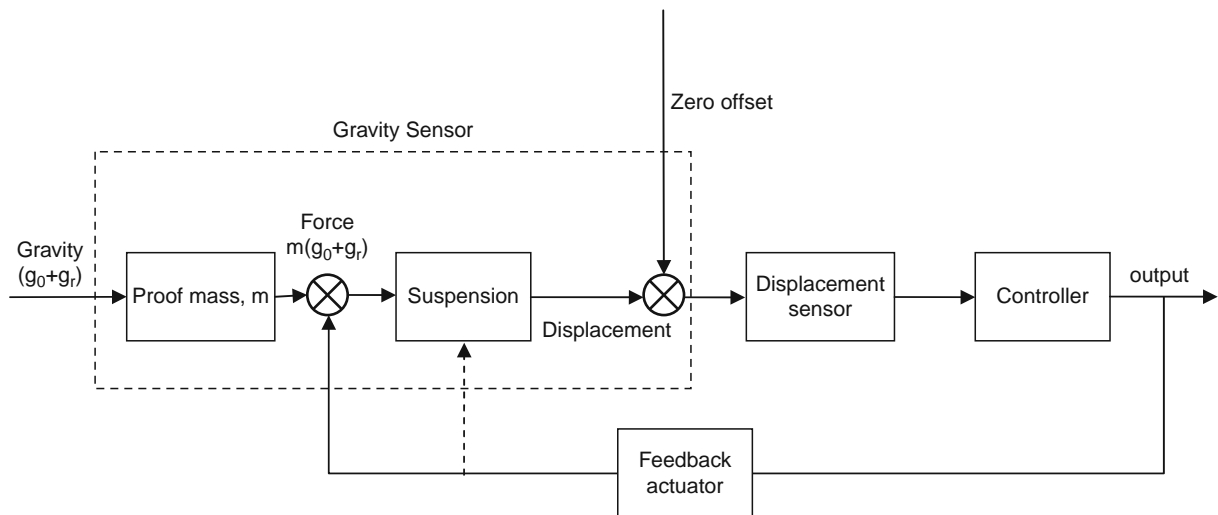 Zero offset
Gravity Sensor
Gravity
(g₀+gᵣ)
Proof mass, m
Force
m(g₀+gᵣ)
Suspension
Displacement
Displacement
sensor
Controller
output
Feedback
actuator